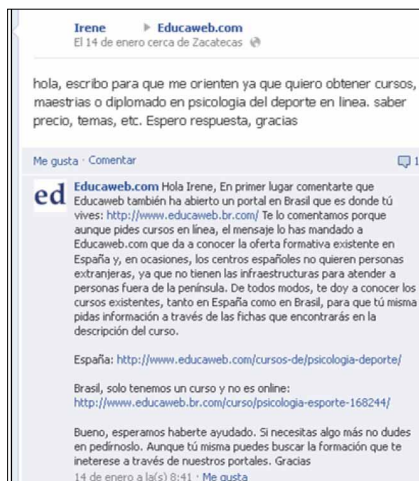 Irene ▶ Educaweb.com
El 14 de enero cerca de Zacatecas
hola, escribo para que me orienten ya que quiero obtener cursos,
maestrias o diplomado en psicologia del deporte en linea. saber
precio, temas, etc. Espero respuesta, gracias
Me gusta · Comentar 1
ed
Educaweb.com Hola Irene, En primer lugar comentarte que
Educaweb también ha abierto un portal en Brasil que es donde tú
vives: http://www.educaweb.br.com/ Te lo comentamos porque
aunque pides cursos en línea, el mensaje lo has mandado a
Educaweb.com que da a conocer la oferta formativa existente en
España y, en ocasiones, los centros españoles no quieren personas
extranjeras, ya que no tienen las infraestructuras para atender a
personas fuera de la península. De todos modos, te doy a conocer los
cursos existentes, tanto en España como en Brasil, para que tú misma
pidas información a través de las fichas que encontrarás en la
descripción del curso.
España: http://www.educaweb.com/cursos-de/psicologia-deporte/
Brasil, solo tenemos un curso y no es online:
http://www.educaweb.br.com/curso/psicologia-esporte-168244/
Bueno, esperamos haberte ayudado. Si necesitas algo más no dudes
en pedírnoslo. Aunque tú misma puedes buscar la formación que te
ineterese a través de nuestros portales. Gracias
14 de enero a la(s) 8:41 · Me gusta